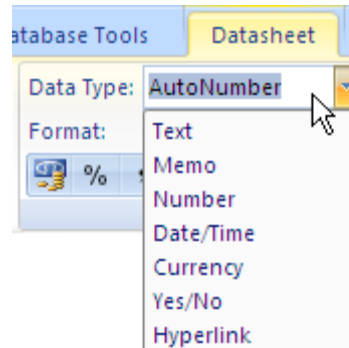 atabase Tools Datasheet
Data Type: AutoNumber
Format: Text
Memo
%
Number
Date/Time
Currency
Yes/No
Hyperlink